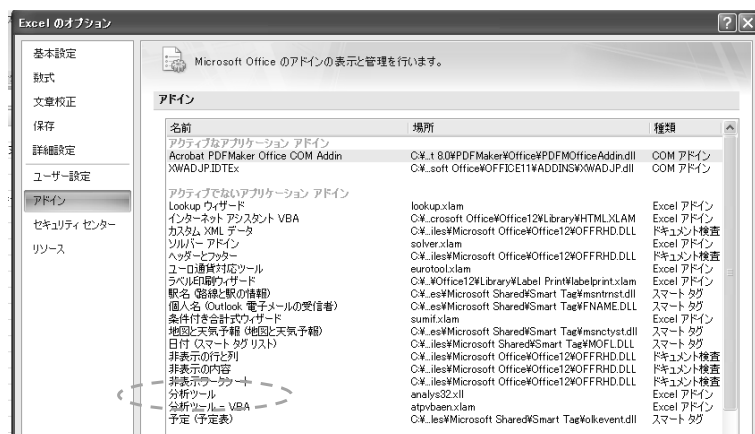 Excel のオプション
基本設定
数式
文章校正
保存
詳細設定
ユーザー設定
アドイン
セキュリティ センター
リソース
Microsoft Office のアドインの表示と管理を行います。
アドイン
名前 場所 種類
アクティブなアプリケーション アドイン
Acrobat PDFMaker Office COM Addin C:¥..t 8.0¥PDFMaker¥Office¥PDFMOfficeAddin.dll COM アドイン
XWADJP.IDTEx C:¥..soft Office¥OFFICE11¥ADDINS¥XWADJP.dll COM アドイン
アクティブでないアプリケーション アドイン
Lookup ウィザード lookup.xlam Excel アドイン
インターネット アシスタント VBA C:¥..crosoft Office¥Office12¥Library¥HTML.XLAM Excel アドイン
カスタム XML データ C:¥..iles¥Microsoft Office¥Office12¥OFFRHD.DLL ドキュメント検査
ソルバー アドイン solver.xlam Excel アドイン
ヘッダーとフッター C:¥..iles¥Microsoft Office¥Office12¥OFFRHD.DLL ドキュメント検査
ユーロ通貨対応ツール eurotool.xlam Excel アドイン
ラベル印刷ウィザード C:¥..¥Office12¥Library¥Label Print¥labelprint.xlam Excel アドイン
駅名 (路線と駅の情報) C:¥..es¥Microsoft Shared¥Smart Tag¥msntrnst.dll スマート タグ
個人名 (Outlook 電子メールの受信者) C:¥..es¥Microsoft Shared¥Smart Tag¥FNAME.DLL スマート タグ
条件付き合計式ウィザード sumif.xlam Excel アドイン
地図と天気予報 (地図と天気予報) C:¥..es¥Microsoft Shared¥Smart Tag¥msnctyst.dll スマート タグ
日付 (スマート タグ リスト) C:¥..iles¥Microsoft Shared¥Smart Tag¥MOFL.DLL スマート タグ
非表示の行と列 C:¥..iles¥Microsoft Office¥Office12¥OFFRHD.DLL ドキュメント検査
非表示の内容 C:¥..iles¥Microsoft Office¥Office12¥OFFRHD.DLL ドキュメント検査
非表示ワークシート C:¥..iles¥Microsoft Office¥Office12¥OFFRHD.DLL ドキュメント検査
分析ツール analys32.xll Excel アドイン
分析ツール - VBA atpvbaen.xlam Excel アドイン
予定 (予定表) C:¥..les¥Microsoft Shared¥Smart Tag¥olkevent.dll スマート タグ